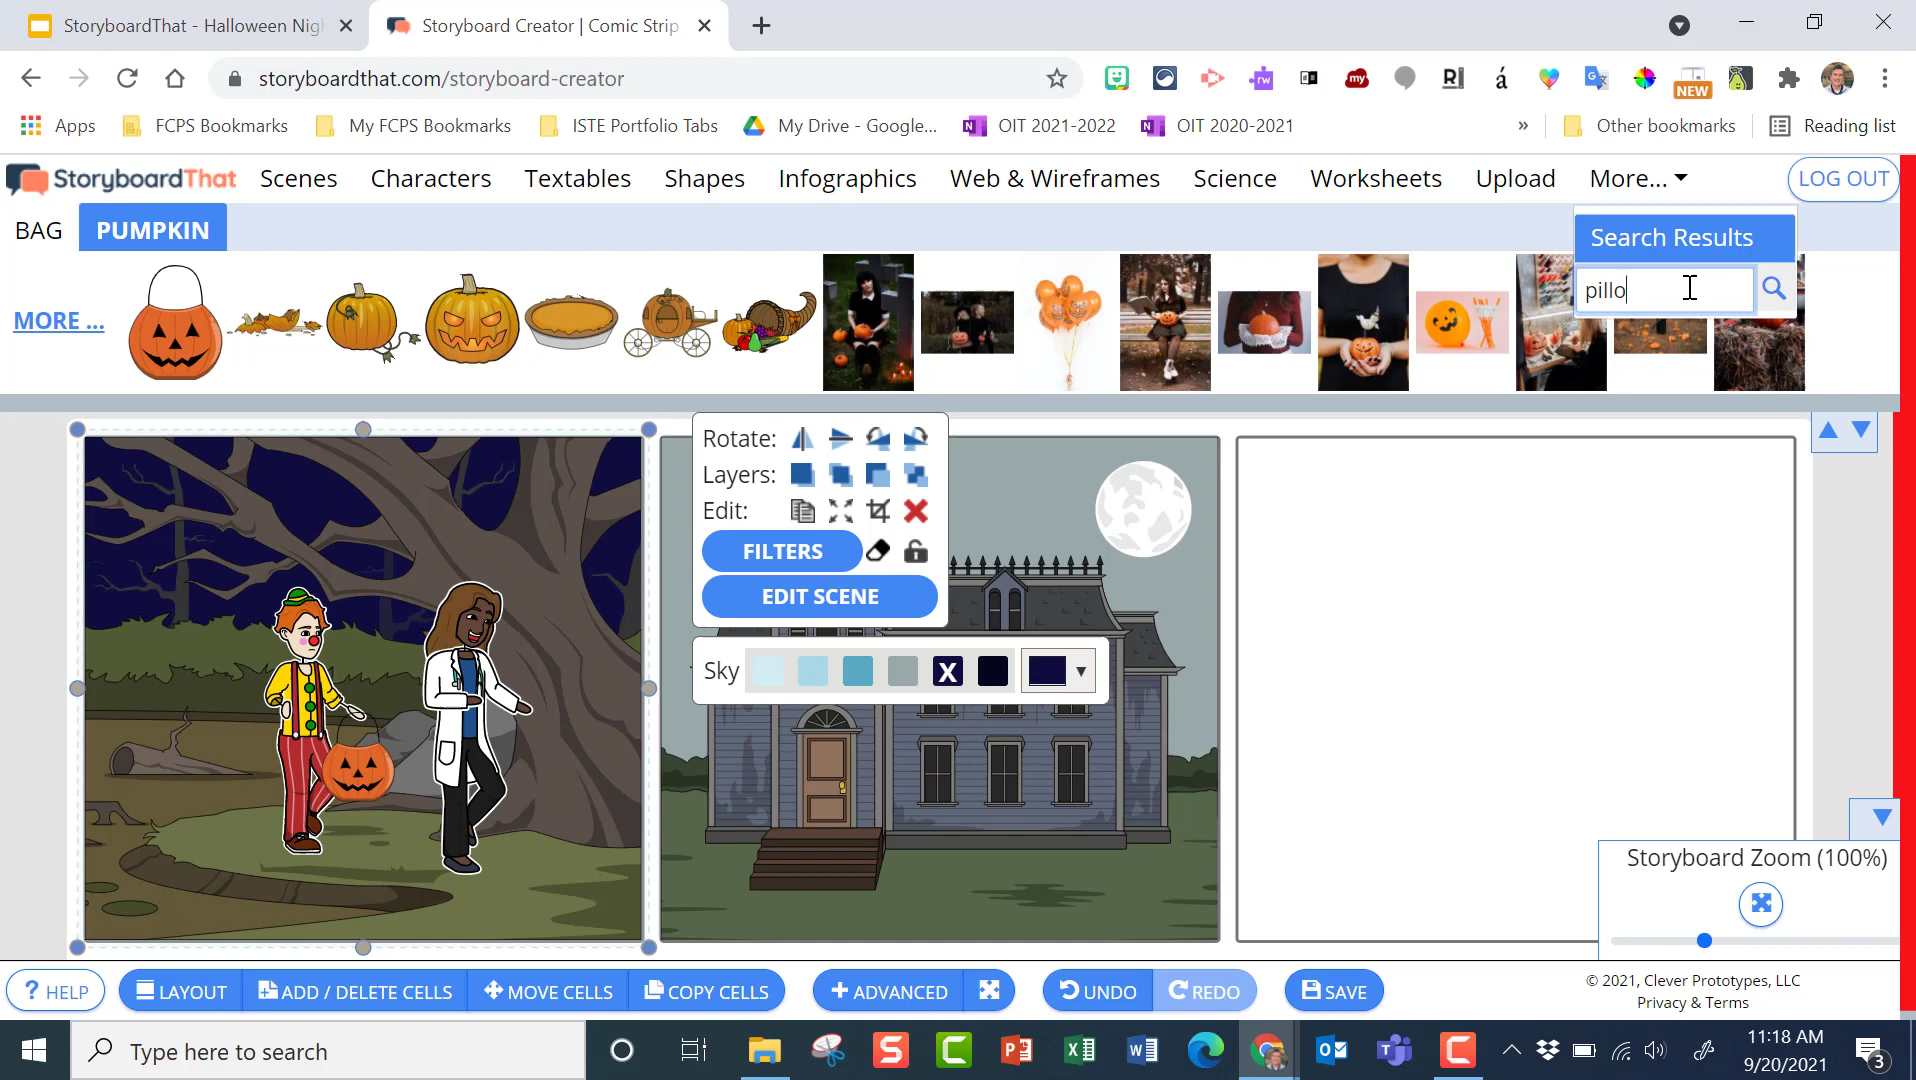 StoryboardThat - Halloween Nigh
Storyboard Creator | Comic Strip
storyboardthat.com/storyboard-creator
NEW
Apps
FCPS Bookmarks
My FCPS Bookmarks
ISTE Portfolio Tabs
My Drive - Google...
OIT 2021-2022
OIT 2020-2021
»
Other bookmarks
Reading list
StoryboardThat
Scenes
Characters
Textables
Shapes
Infographics
Web & Wireframes
Science
Worksheets
Upload
More...
LOG OUT
BAG
PUMPKIN
Search Results
pillo
MORE ...
Rotate:
Layers:
Edit:
FILTERS
EDIT SCENE
Sky
X
Storyboard Zoom (100%)
? HELP
LAYOUT
ADD / DELETE CELLS
MOVE CELLS
COPY CELLS
+ ADVANCED
UNDO
REDO
SAVE
© 2021, Clever Prototypes, LLC
Privacy & Terms
Type here to search
11:18 AM
9/20/2021
3